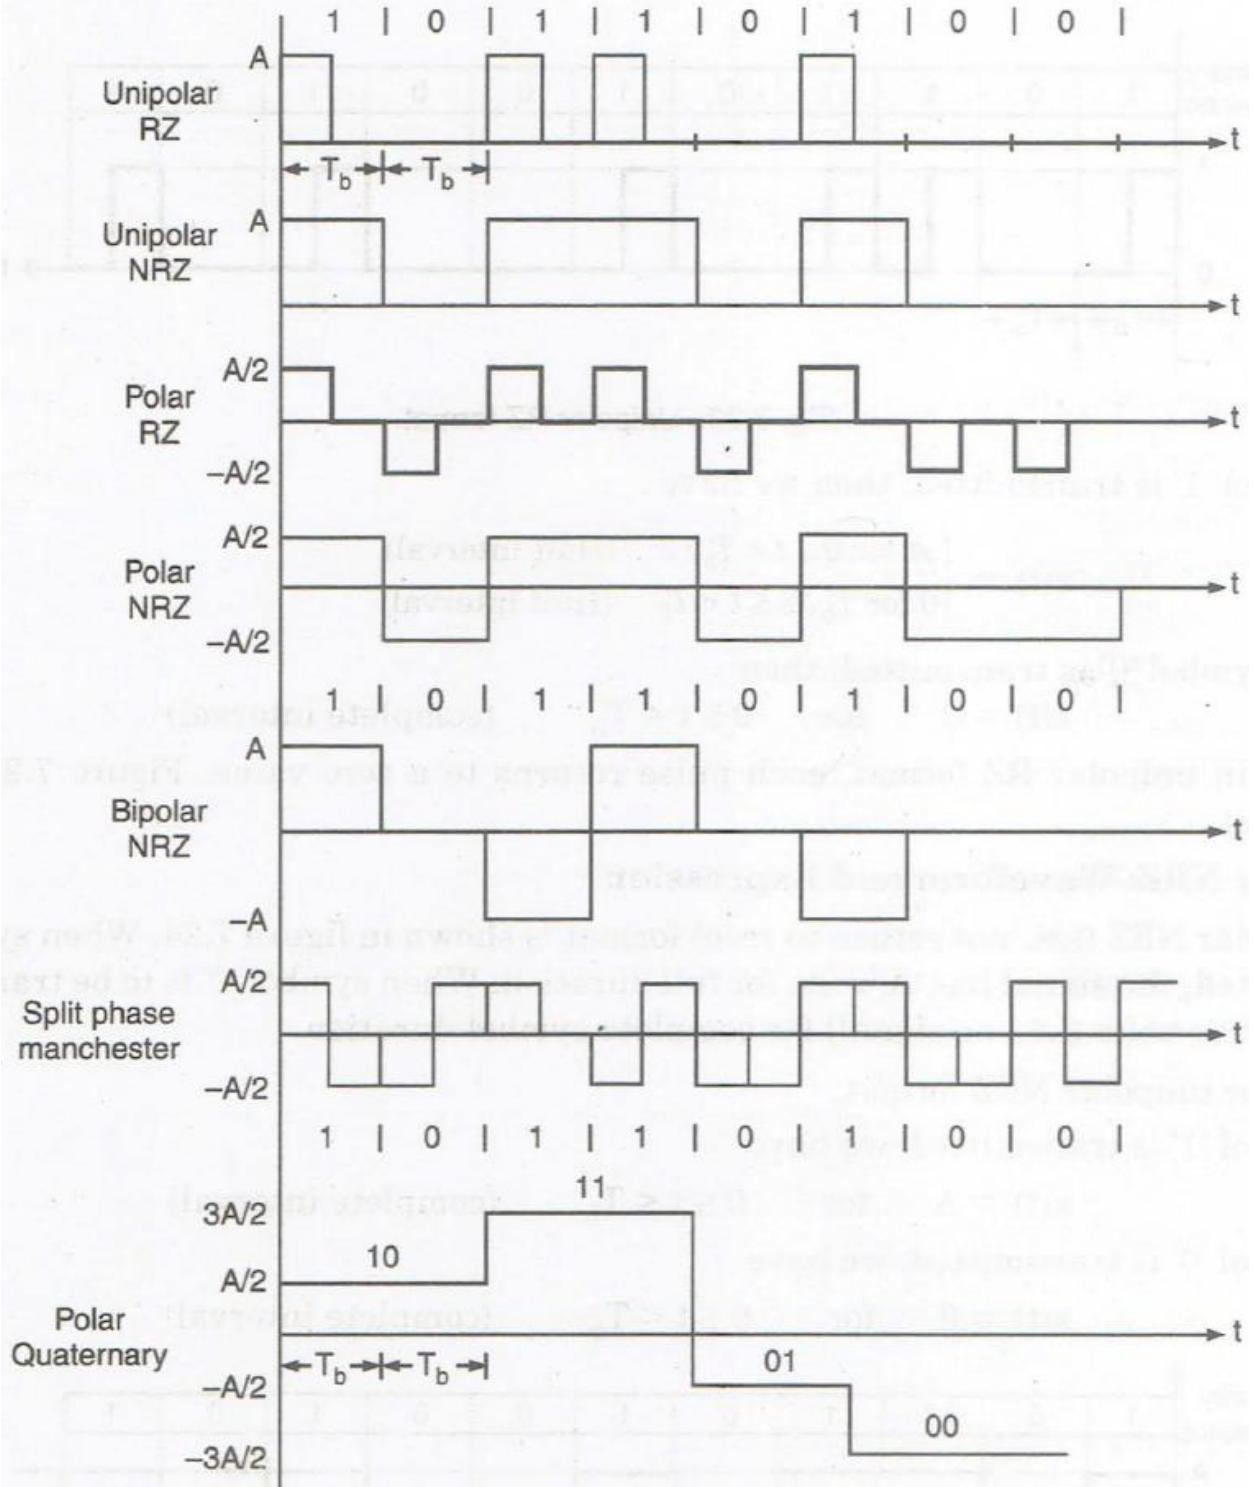 | 1 | 0 | 1 | 1 | 0 | 1 | 0 | 0 |
A
Unipolar
RZ
t
T_b T_b
A
Unipolar
NRZ
t
A/2
Polar
RZ
t
–A/2
A/2
Polar
NRZ
t
–A/2
1 | 0 | 1 | 1 | 0 | 1 | 0 | 0 |
A
Bipolar
NRZ
t
–A
A/2
Split phase
manchester
t
–A/2
1 | 0 | 1 | 1 | 0 | 1 | 0 | 0 |
11
3A/2
10
A/2
Polar
Quaternary
t
T_b T_b
01
–A/2
00
–3A/2